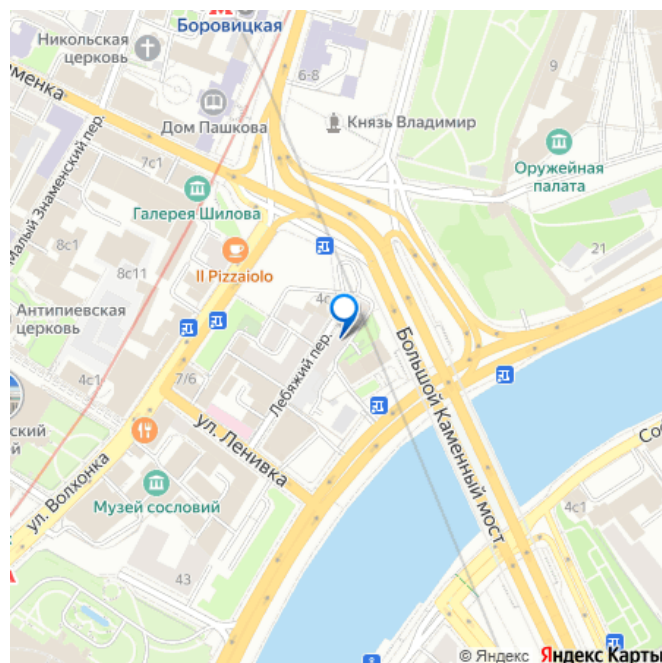 Боровицкая
Никольская
церковь
6-8
9
аменка
Дом Пашкова
Князь Владимир
Малый Знаменский пер.
7с1
Оружейная
палата
Галерея Шилова
8с1
8с11
Il Pizzaiolo
21
Антипиевская
церковь
4с
Лебяжий пер.
Большой Каменный мост
4с1
7/6
ул. Ленивка
ский
ей
ул. Волхонка
Музей сословий
Со
4с1
43
© Яндекс Яндекс Карты